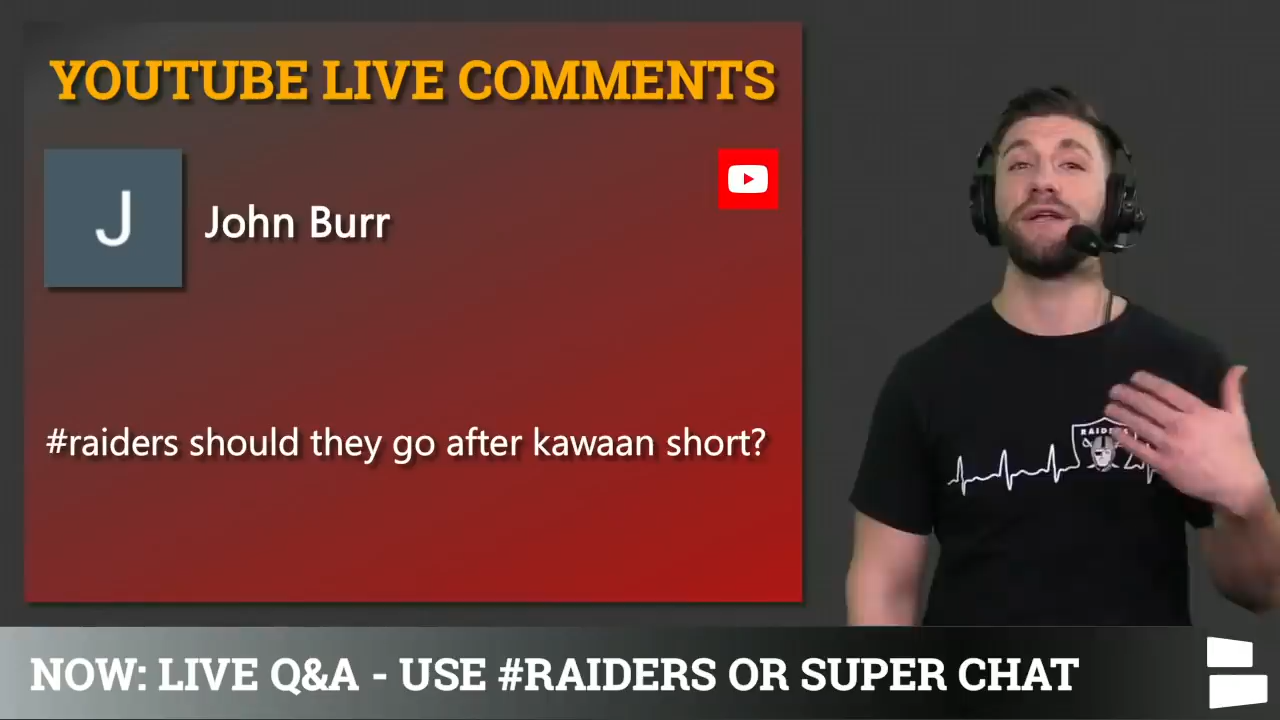 YOUTUBE LIVE COMMENTS
J
John Burr
#raiders should they go after kawaan short?
RAIDERS
NOW: LIVE Q&A - USE #RAIDERS OR SUPER CHAT